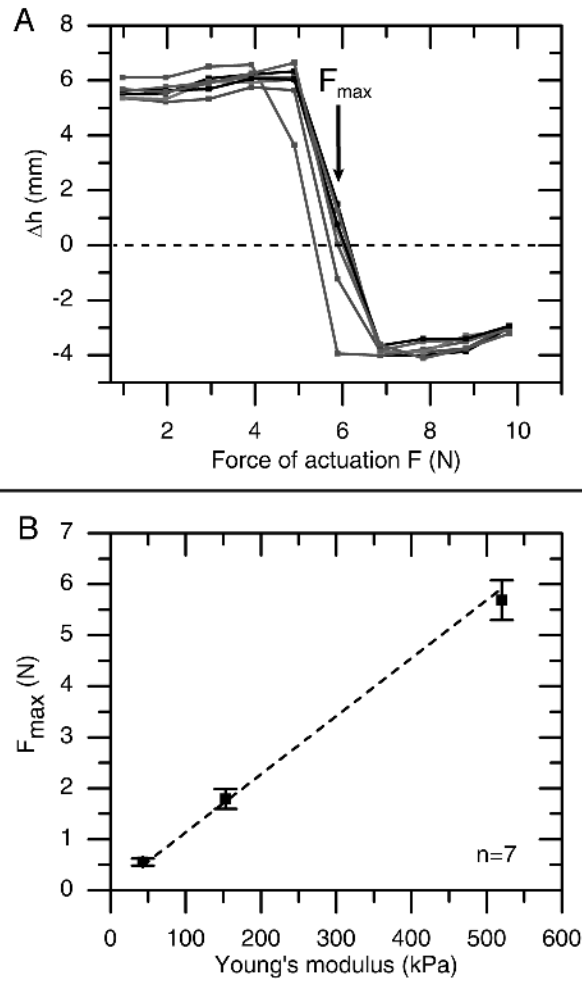 A
8
6
4
2
0
-2
-4
Δh (mm)
F_max
2 4 6 8 10
Force of actuation F (N)
B
7
6
5
4
3
2
1
0
F_max (N)
n=7
0 100 200 300 400 500 600
Young's modulus (kPa)